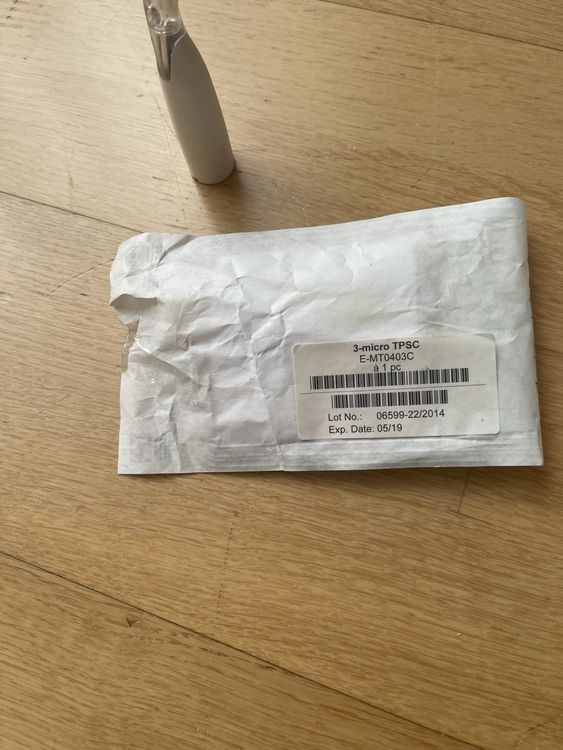 3-micro TPSC
E-MT0403C
à 1 pc
Lot No.: 06599-22/2014
Exp. Date: 05/19